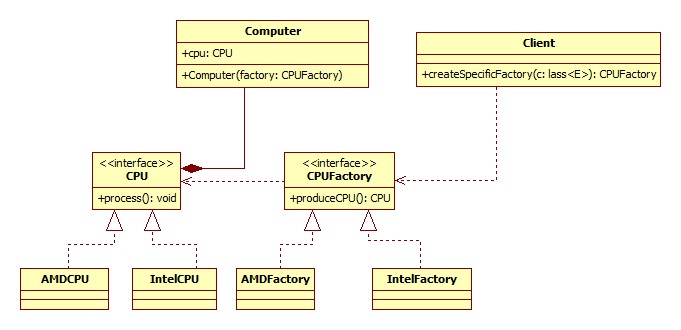 Computer
+cpu: CPU
+Computer(factory: CPUFactory)
Client
+createSpecificFactory(c: lass<E>): CPUFactory
<<interface>>
CPU
+process(): void
<<interface>>
CPUFactory
+produceCPU(): CPU
AMDCPU
IntelCPU
AMDFactory
IntelFactory